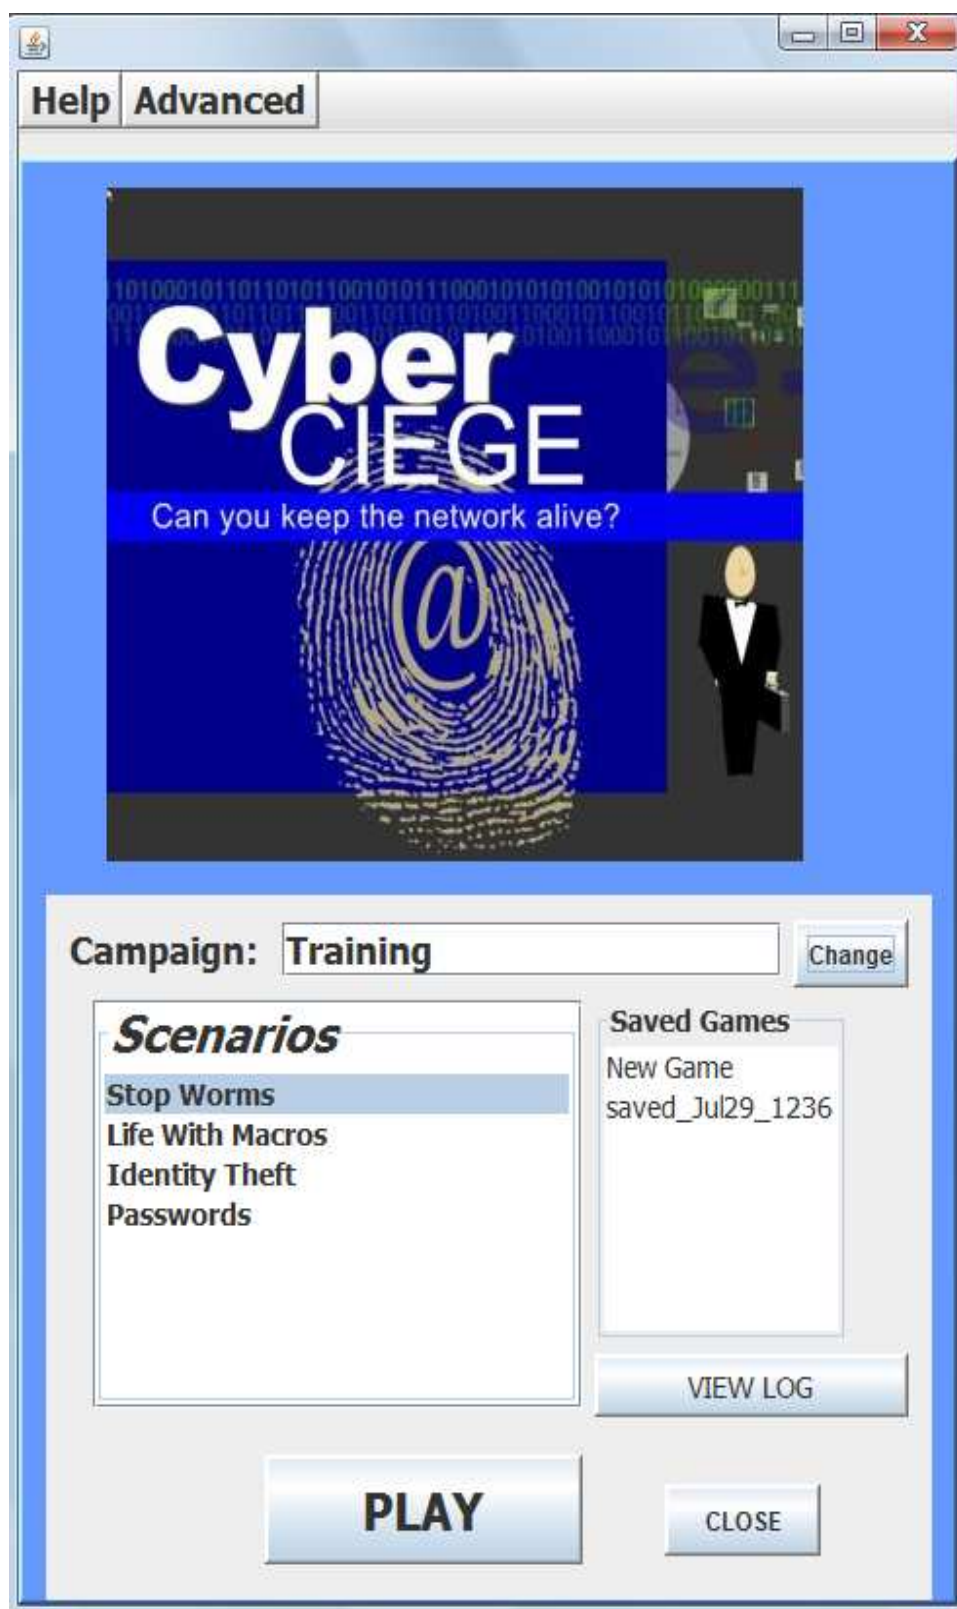 Help Advanced
Cyber
CIEGE
Can you keep the network alive?
@
Campaign: Training Change
Scenarios
Stop Worms
Life With Macros
Identity Theft
Passwords
Saved Games
New Game
saved_Jul29_1236
VIEW LOG
PLAY CLOSE